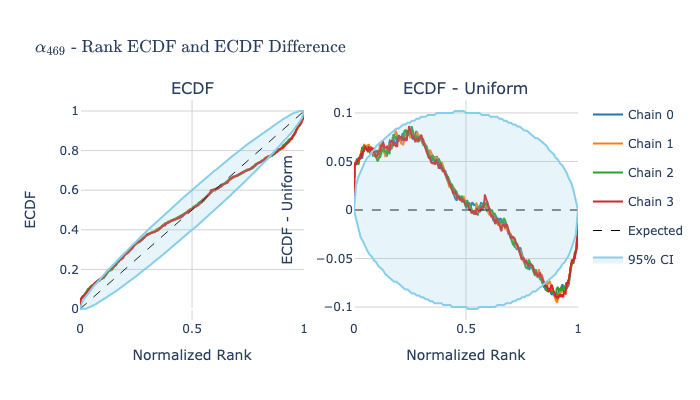 α469 - Rank ECDF and ECDF Difference
ECDF
ECDF - Uniform
1
0.8
0.6
0.4
0.2
0
ECDF
0
0.5
1
Normalized Rank
0.1
0.05
0
−0.05
−0.1
ECDF - Uniform
0
0.5
1
Normalized Rank
Chain 0
Chain 1
Chain 2
Chain 3
Expected
95% CI